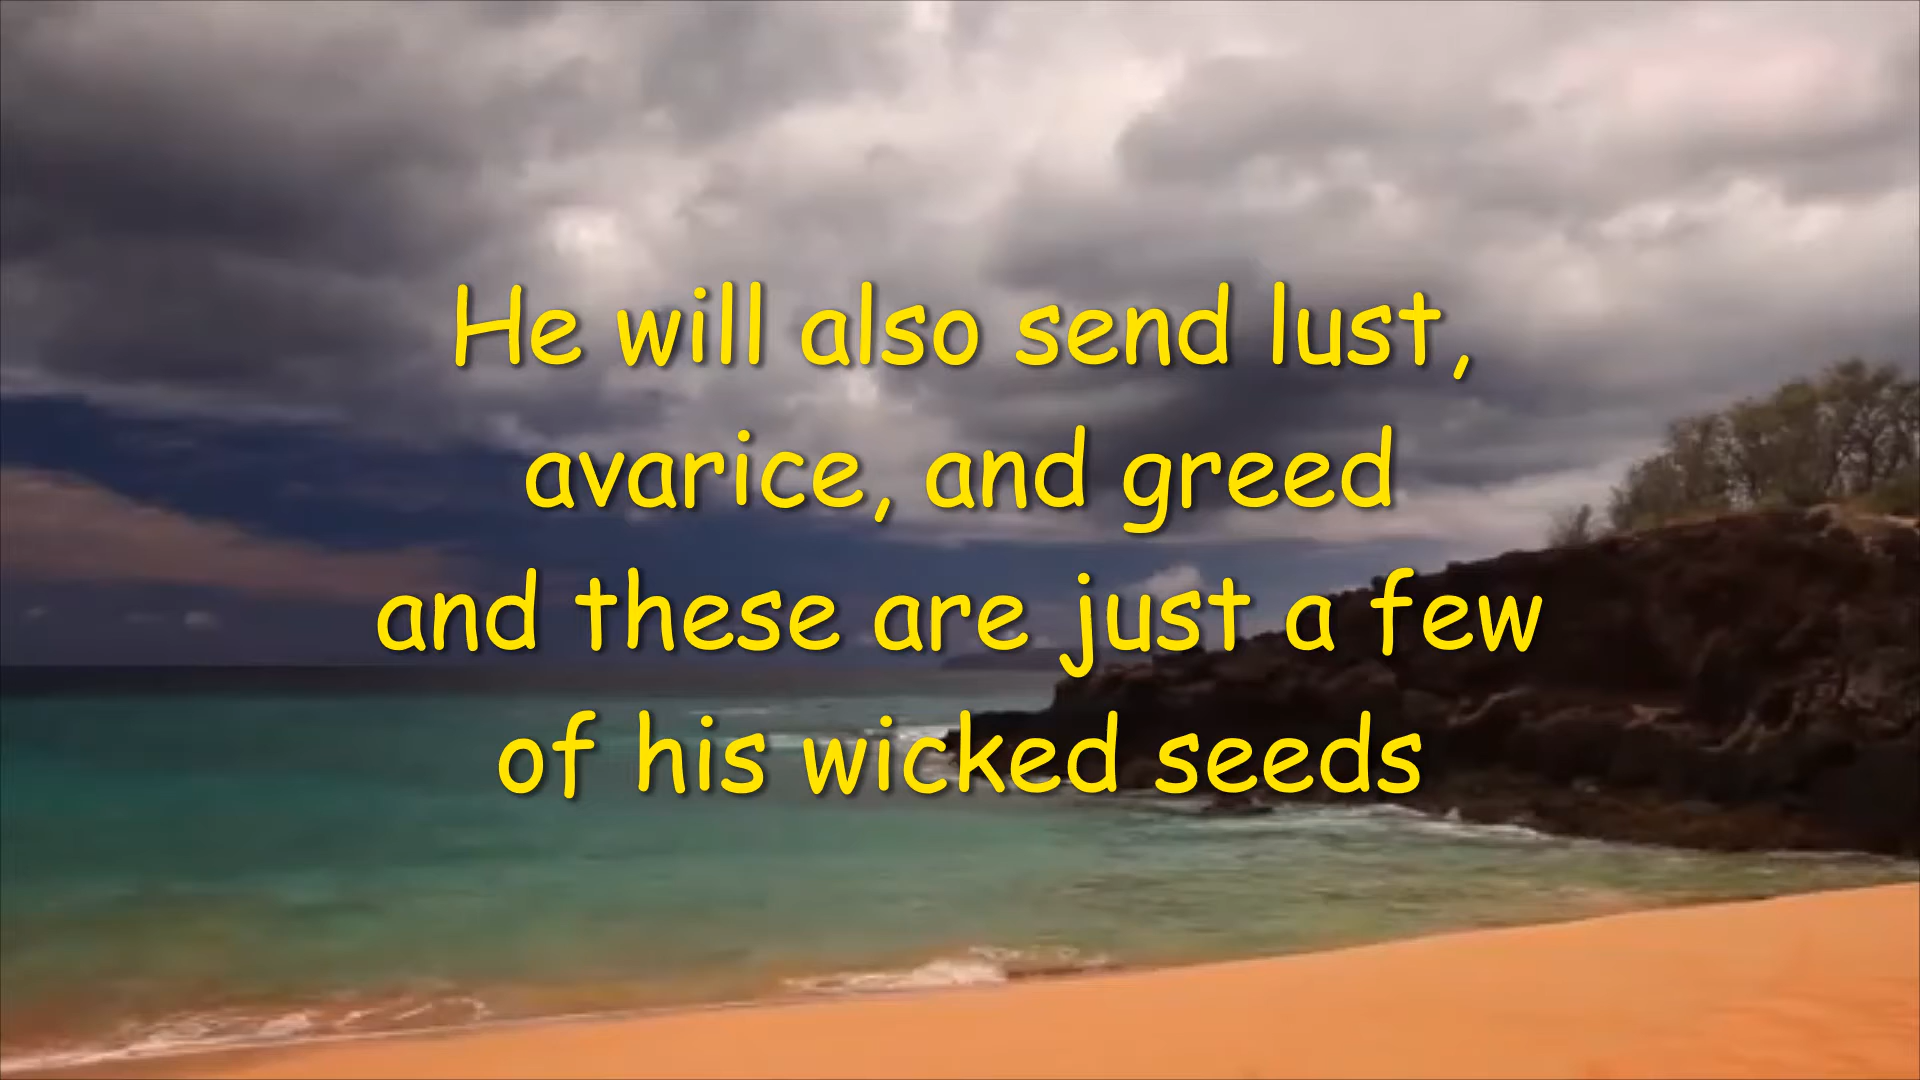 He will also send lust,
avarice, and greed
and these are just a few
of his wicked seeds